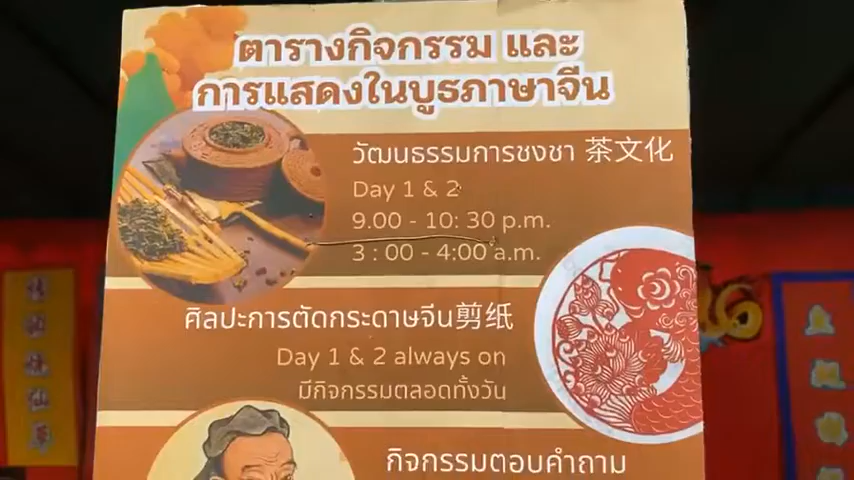 ตารางกิจกรรม และ
การแสดงในบูธภาษาจีน
วัฒนธรรมการชงชา 茶文化
Day 1 & 2
9.00 - 10: 30 p.m.
3 : 00 - 4:00 a.m.
ศิลปะการตัดกระดาษจีน剪纸
Day 1 & 2 always on
มีกิจกรรมตลอดทั้งวัน
กิจกรรมตอบคำถาม